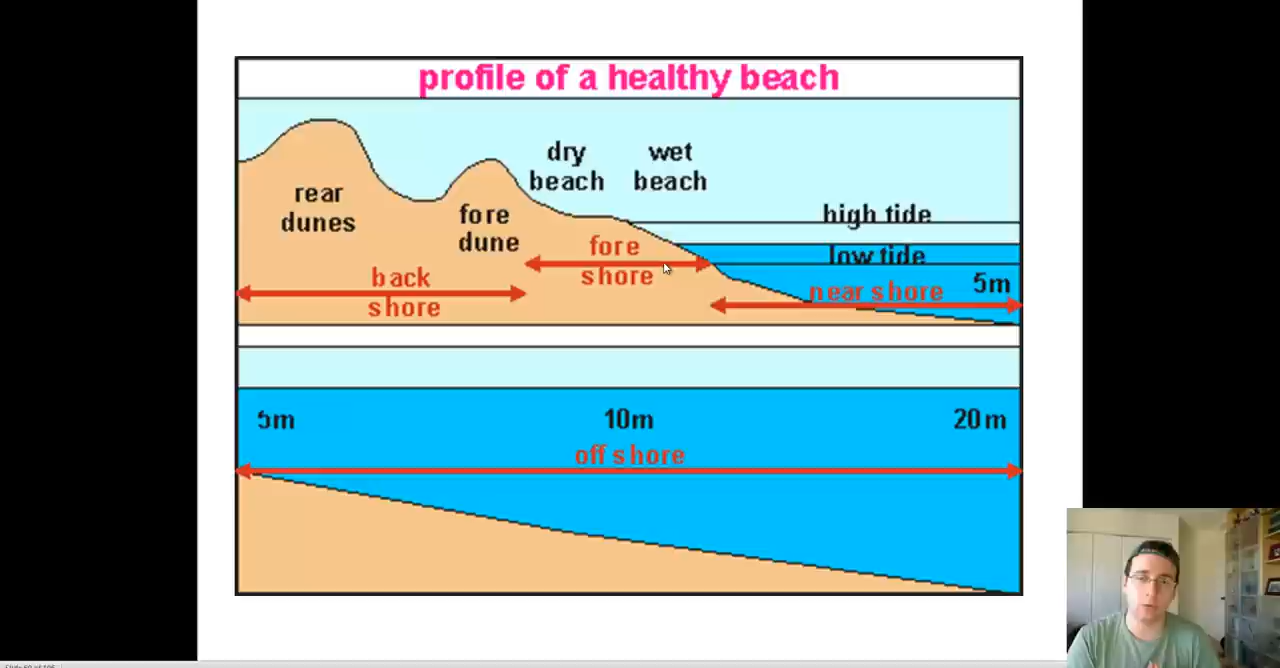 profile of a healthy beach
dry
beach
wet
beach
rear
dunes
fore
dune
high tide
low tide
fore
shore
back
shore
near shore
5m
5m
10m
20m
off shore